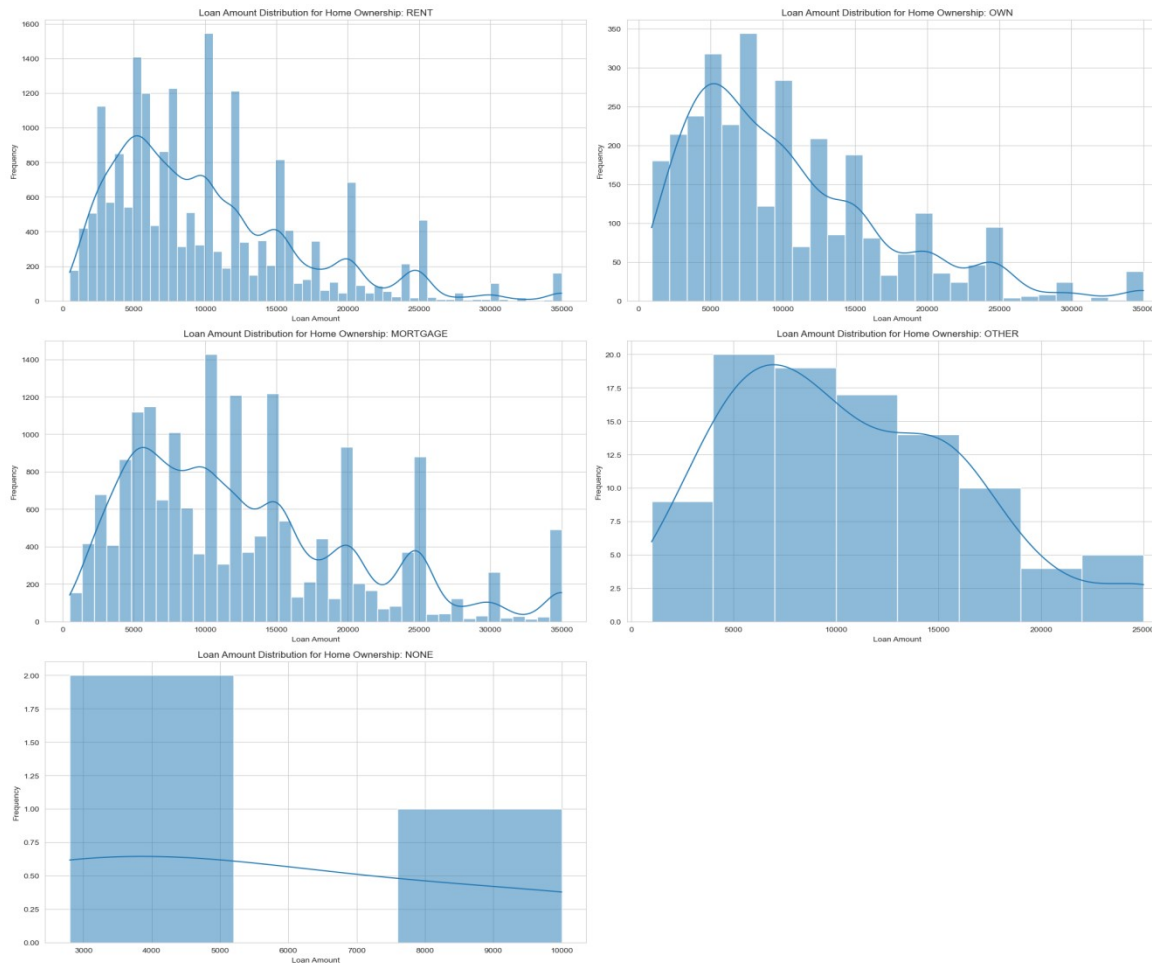 Loan Amount Distribution for Home Ownership: RENT
1600
1400
1200
1000
800
600
400
200
0
Frequency
0 5000 10000 15000 20000 25000 30000 35000
Loan Amount
Loan Amount Distribution for Home Ownership: OWN
350
300
250
200
150
100
50
0
Frequency
5000 10000 15000 20000 25000 30000 35000
Loan Amount
Loan Amount Distribution for Home Ownership: MORTGAGE
1400
1200
1000
800
600
400
200
0
Frequency
0 5000 10000 15000 20000 25000 30000 35000
Loan Amount
Loan Amount Distribution for Home Ownership: OTHER
20.0
17.5
15.0
12.5
10.0
7.5
5.0
2.5
0.0
Frequency
5000 10000 15000 20000 25000
Loan Amount
Loan Amount Distribution for Home Ownership: NONE
2.00
1.75
1.50
1.25
1.00
0.75
0.50
0.25
0.00
Frequency
3000 4000 5000 6000 7000 8000 9000 10000
Loan Amount